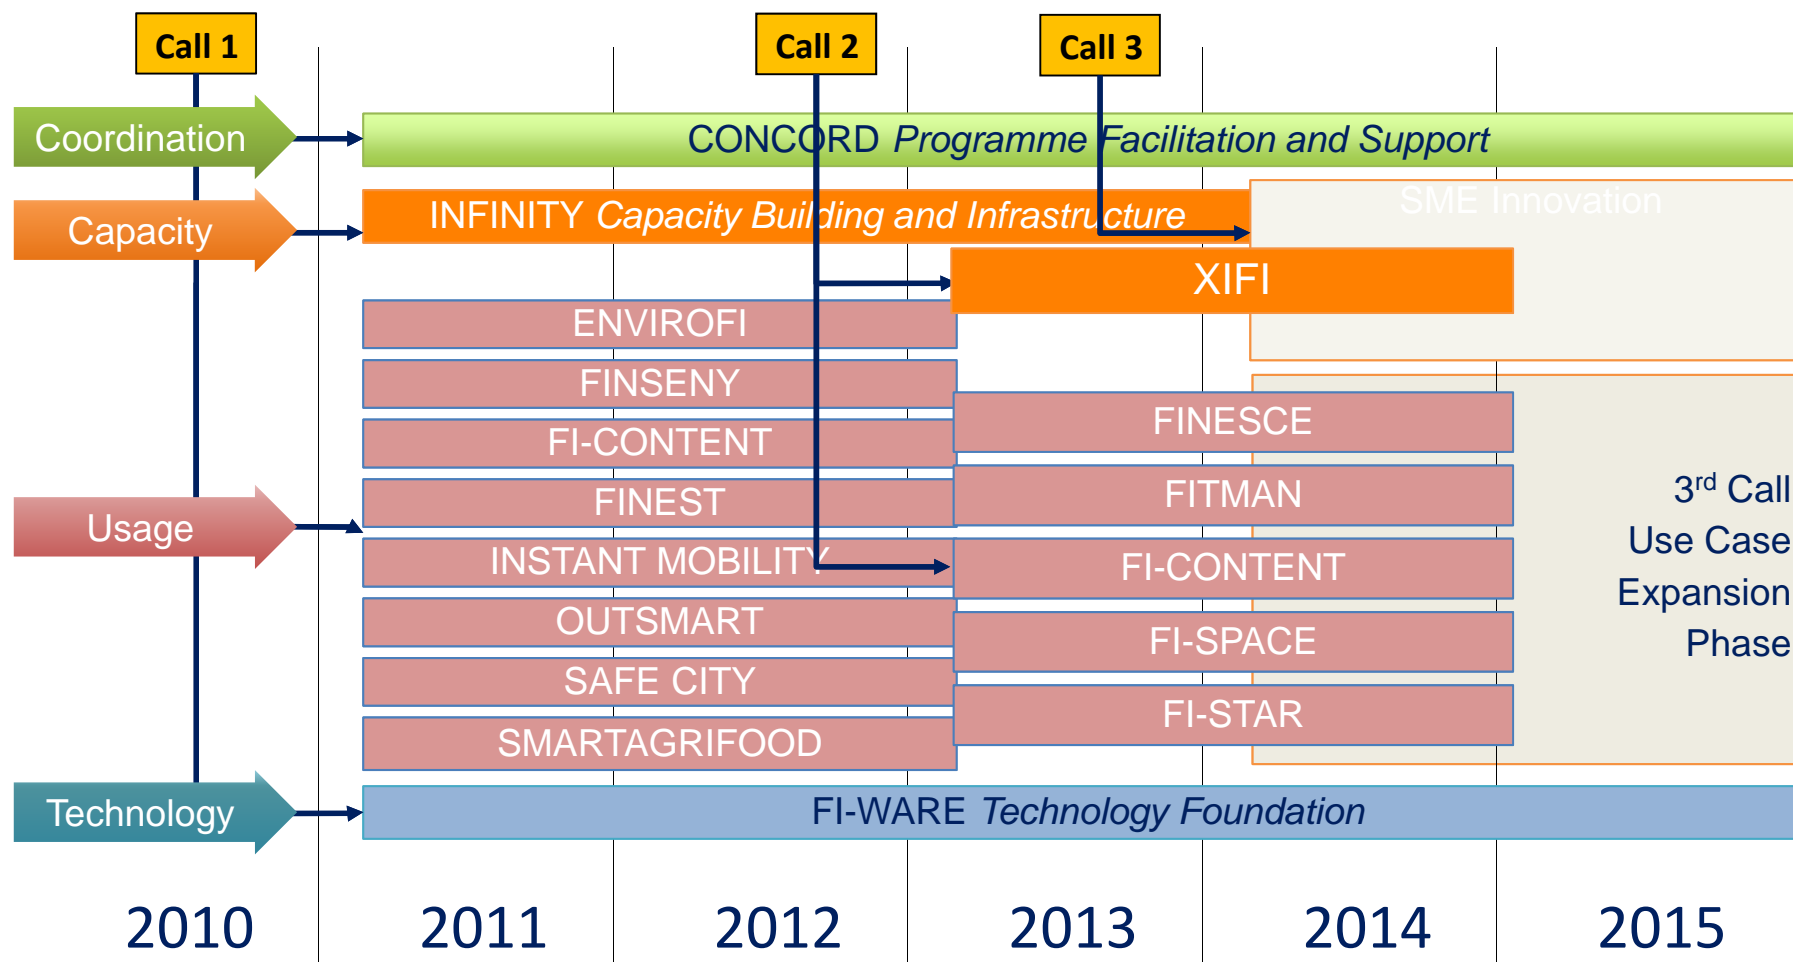 Call 1
Call 2
Call 3
Coordination
CONCORD Programme Facilitation and Support
Capacity
INFINITY Capacity Building and Infrastructure
SME Innovation
XIFI
ENVIROFI
FINSENY
FI-CONTENT
FINEST
INSTANT MOBILITY
OUTSMART
SAFE CITY
SMARTAGRIFOOD
Usage
FINESCE
FITMAN
FI-CONTENT
FI-SPACE
FI-STAR
3rd Call
Use Case
Expansion
Phase
Technology
FI-WARE Technology Foundation
2010 2011 2012 2013 2014 2015